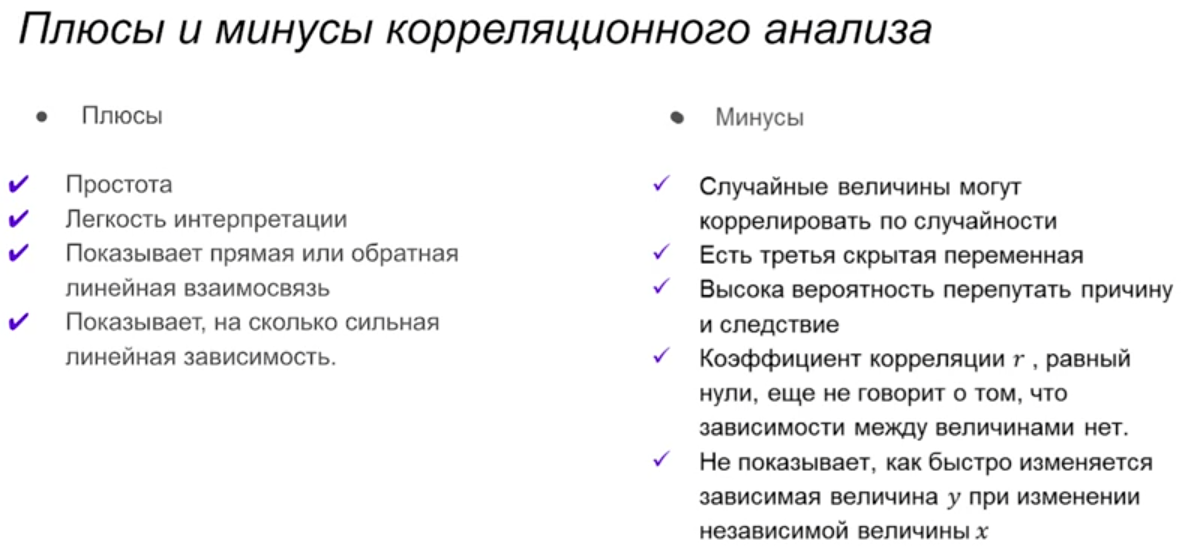 Плюсы и минусы корреляционного анализа
Плюсы
Простота
Легкость интерпретации
Показывает прямая или обратная
линейная взаимосвязь
Показывает, на сколько сильная
линейная зависимость.
Минусы
Случайные величины могут
коррелировать по случайности
Есть третья скрытая переменная
Высока вероятность перепутать причину
и следствие
Коэффициент корреляции r , равный
нули, еще не говорит о том, что
зависимости между величинами нет.
Не показывает, как быстро изменяется
зависимая величина y при изменении
независимой величины x